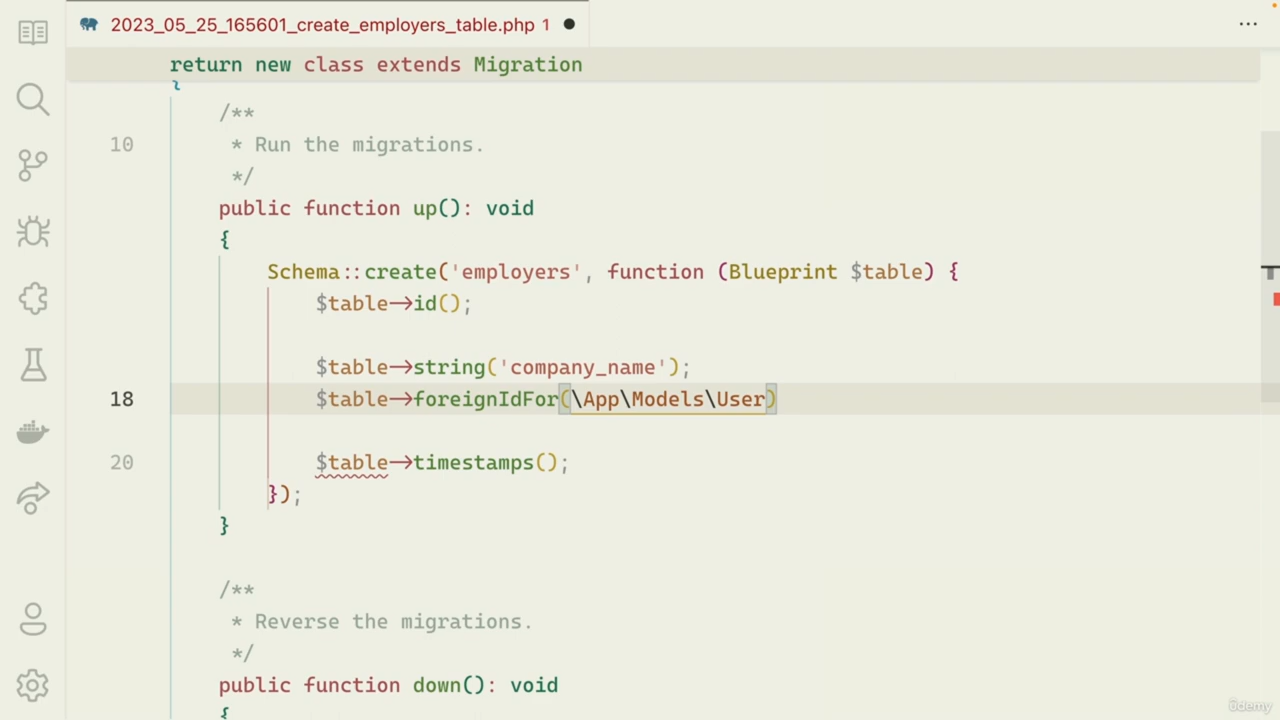 2023_05_25_165601_create_employers_table.php 1
return new class extends Migration
{
/**
10 * Run the migrations.
*/
public function up(): void
{
Schema::create('employers', function (Blueprint $table) {
$table->id();
$table->string('company_name');
18 $table->foreignIdFor(\App\Models\User)
20 $table->timestamps();
});
}
/**
* Reverse the migrations.
*/
public function down(): void
{
ûdemy